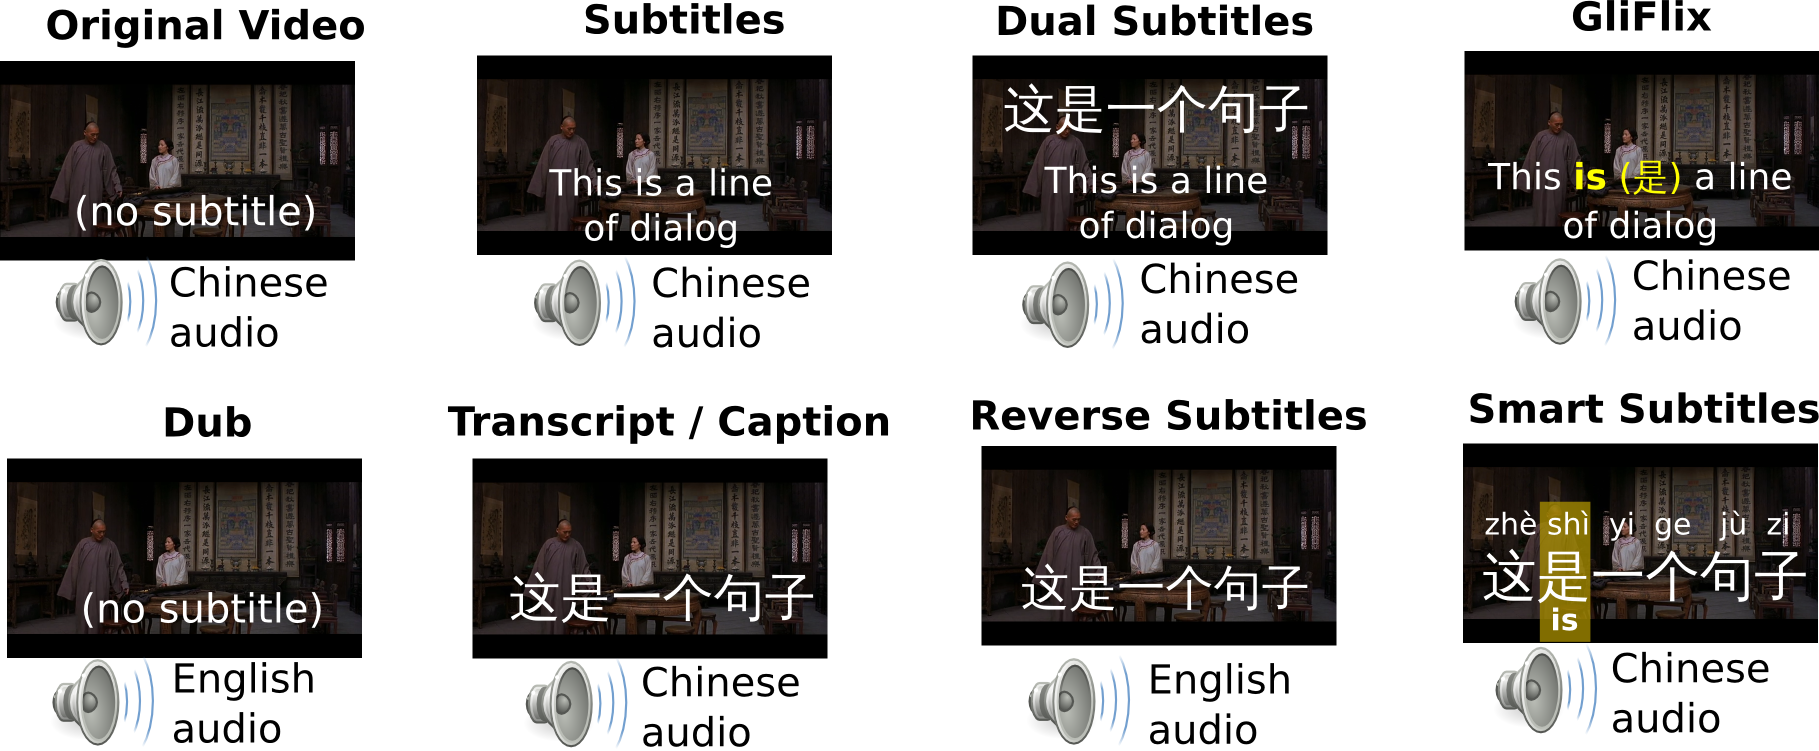 Original Video
(no subtitle)
Chinese
audio
Subtitles
This is a line
of dialog
Chinese
audio
Dual Subtitles
这是一个句子
This is a line
of dialog
Chinese
audio
GliFlix
This is (是) a line
of dialog
Chinese
audio
Dub
(no subtitle)
English
audio
Transcript / Caption
这是一个句子
Chinese
audio
Reverse Subtitles
这是一个句子
English
audio
Smart Subtitles
zhè shì yi ge jù zi
这是一个句子
is
Chinese
audio